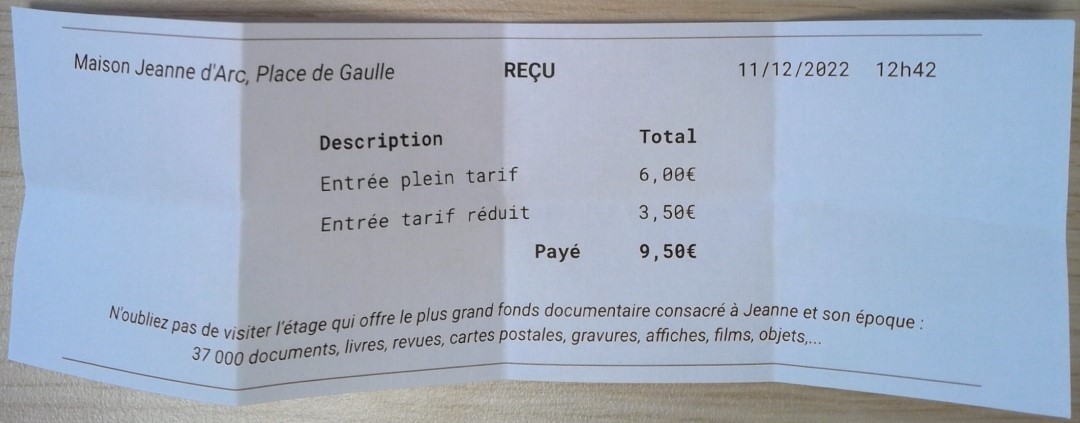 Maison Jeanne d'Arc, Place de Gaulle REÇU 11/12/2022 12h42
Description Total
Entrée plein tarif 6,00€
Entrée tarif réduit 3,50€
Payé 9,50€
N'oubliez pas de visiter l'étage qui offre le plus grand fonds documentaire consacré à Jeanne et son époque :
37 000 documents, livres, revues, cartes postales, gravures, affiches, films, objets,...